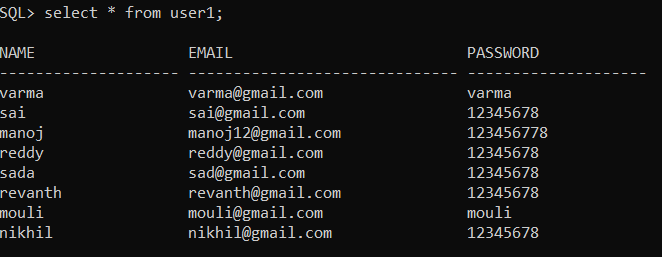 SQL> select * from user1;
NAME EMAIL PASSWORD
-------------------- ------------------------------ --------------------
varma varma@gmail.com varma
sai sai@gmail.com 12345678
manoj manoj12@gmail.com 123456778
reddy reddy@gmail.com 12345678
sada sad@gmail.com 12345678
revanth revanth@gmail.com 12345678
mouli mouli@gmail.com mouli
nikhil nikhil@gmail.com 12345678